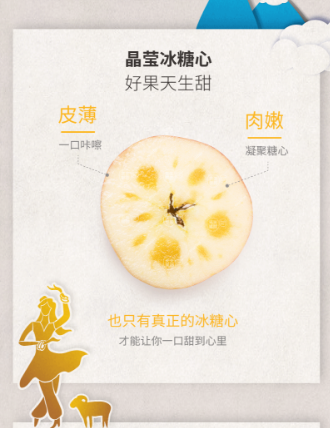 晶莹冰糖心
好果天生甜
皮薄
一口咔嚓
肉嫩
凝聚糖心
也只有真正的冰糖心
才能让你一口甜到心里